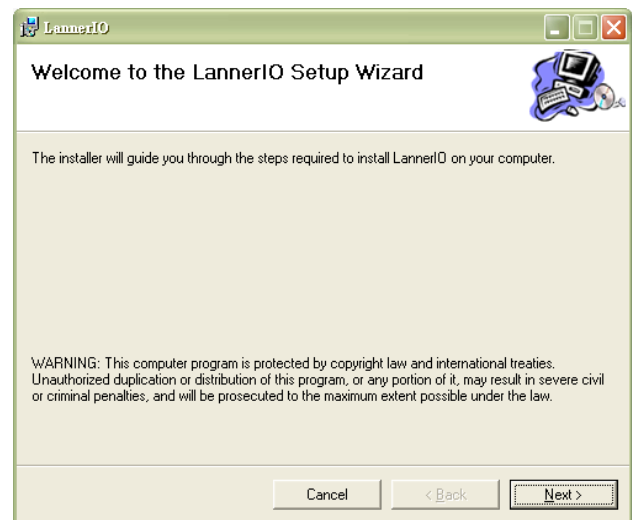 LannerIO
Welcome to the LannerIO Setup Wizard
The installer will guide you through the steps required to install LannerIO on your computer.
WARNING: This computer program is protected by copyright law and international treaties.
Unauthorized duplication or distribution of this program, or any portion of it, may result in severe civil
or criminal penalties, and will be prosecuted to the maximum extent possible under the law.
Cancel
< Back
Next >